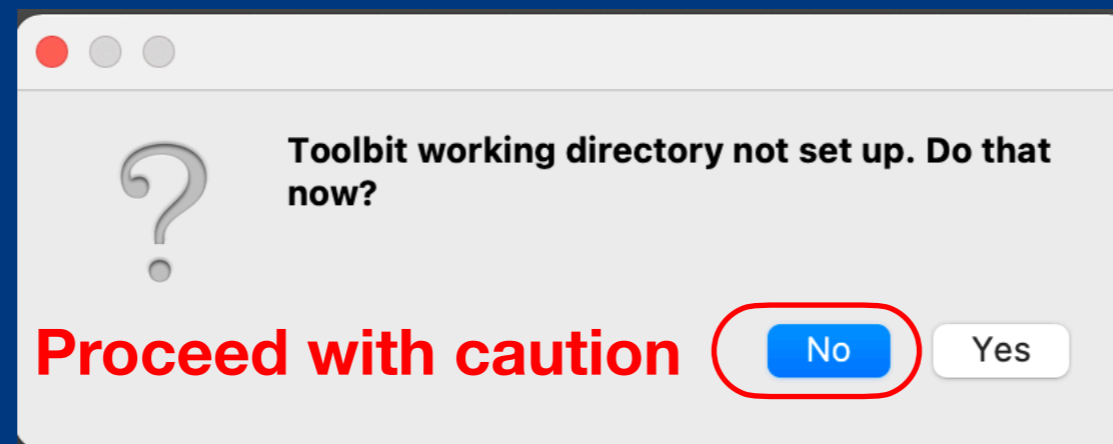 Toolbit working directory not set up. Do that
now?
Proceed with caution
No
Yes